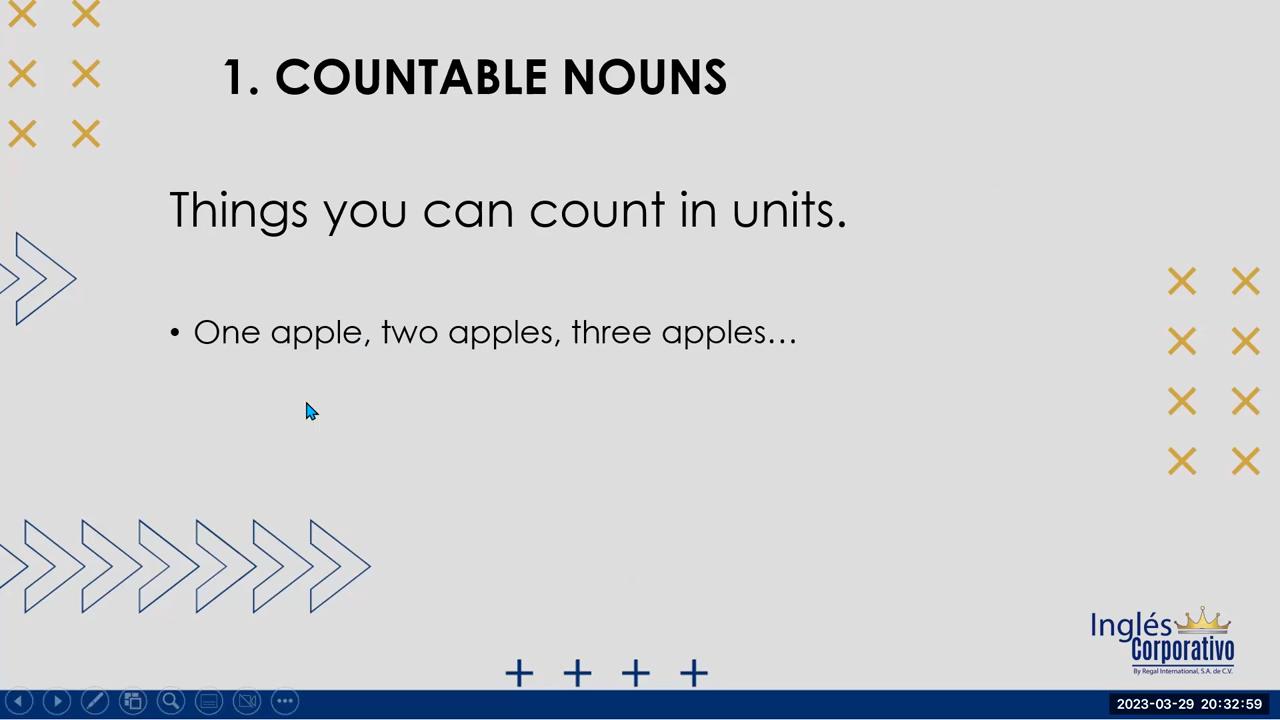 1. COUNTABLE NOUNS
Things you can count in units.
• One apple, two apples, three apples…
Inglés
Corporativo
By Regal International, S.A. de C.V.
2023-03-29 20:32:59